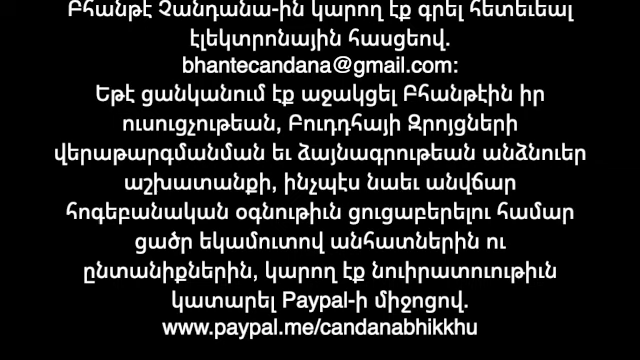 Բհանթէ Չանդանա-ին կարող էք գրել հետեւեալ
էլեկտրոնային հասցեով.
bhantecandana@gmail.com:
Եթէ ցանկանում էք աջակցել Բհանթէին իր
ուսուցչութեան, Բուդդհայի Զրոյցների
վերաթարգմանման եւ ձայնագրութեան անձնուեր
աշխատանքի, ինչպէս նաեւ անվճար
հոգեբանական օգնութիւն ցուցաբերելու համար
ցածր եկամուտով անհատներին ու
ընտանիքներին, կարող էք նուիրատուութիւն
կատարել Paypal-ի միջոցով.
www.paypal.me/candanabhikkhu